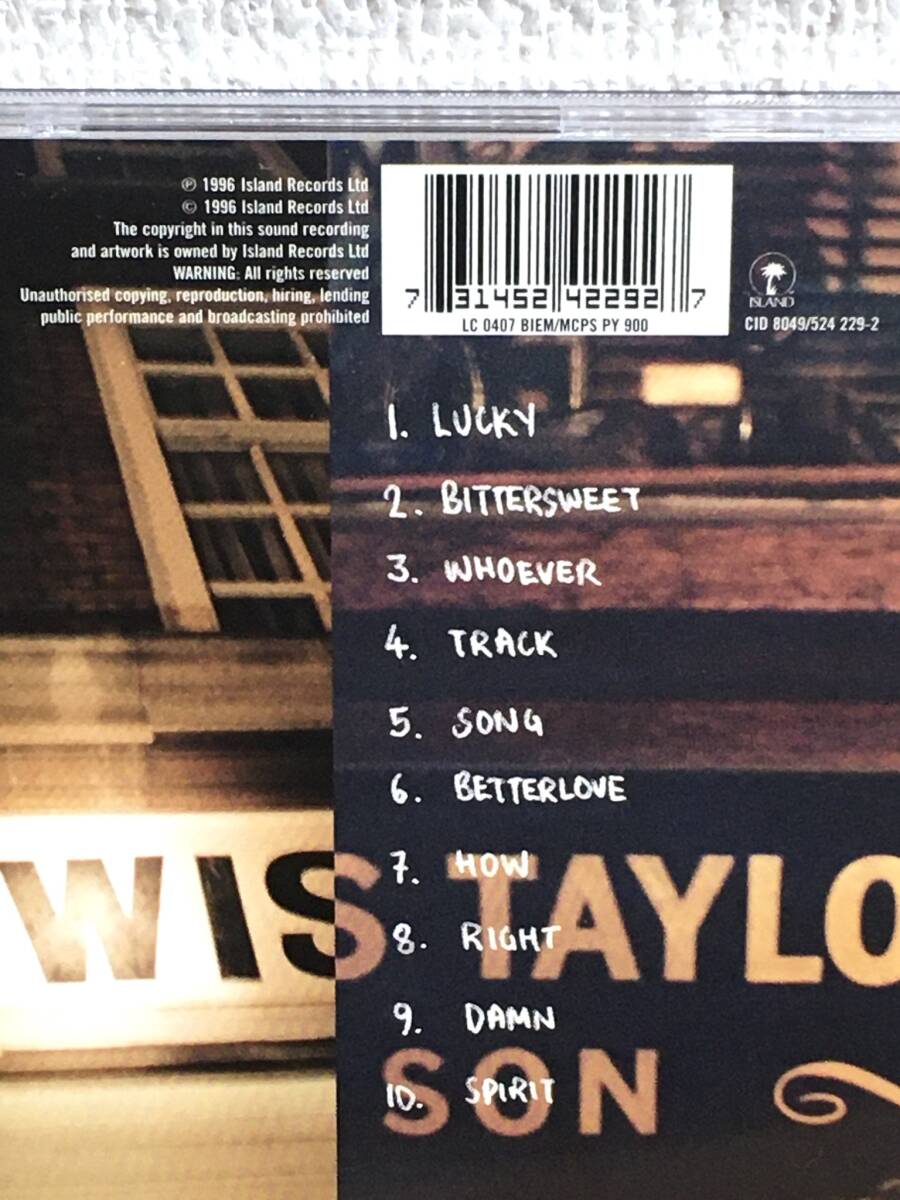 ℗ 1996 Island Records Ltd
© 1996 Island Records Ltd
The copyright in this sound recording
and artwork is owned by Island Records Ltd
WARNING: All rights reserved
Unauthorised copying, reproduction, hiring, lending
public performance and broadcasting prohibited
7 31452 42292 7
LC 0407 BIEM/MCPS PY 900
ISLAND
CID 8049/524 229-2
1. LUCKY
2. BITTERSWEET
3. WHOEVER
4. TRACK
5. SONG
6. BETTERLOVE
7. HOW
8. RIGHT
9. DAMN
10. SPIRIT
WIS TAYLO
SON